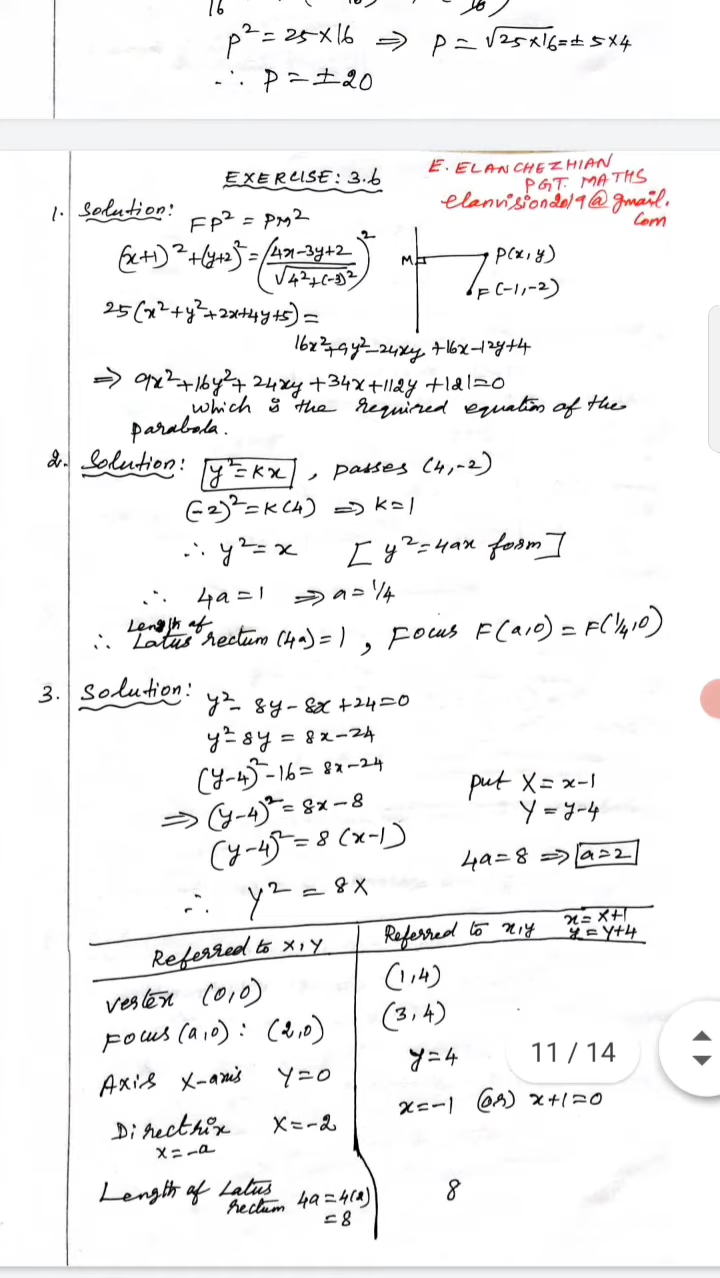 16
p² = 25×16 ⇒ p = √25×16 = ± 5×4
∴ p = ±20
EXERCISE: 3.6
E. ELANCHEZHIAN
PGT. MATHS
elanvision2019@gmail.
com
1. Solution: FP² = PM²
(x+1)²+(y+2)² = (4x-3y+2 / √4²+(-3)²)²
M P(x,y)
F(-1,-2)
25(x²+y²+2x+4y+5) =
16x²+9y²-24xy+16x-12y+4
⇒ 9x²+16y²+24xy+34x+112y+121=0
which is the required equation of the
parabola.
2. Solution: y²=kx, passes (4,-2)
(-2)²=k(4) ⇒ k=1
∴ y²=x [y²=4ax form]
∴ 4a=1 ⇒ a=1/4
∴ Length of Latus rectum (4a)=1, Focus F(a,0)=F(1/4,0)
3. Solution: y²-8y-8x+24=0
y²-8y = 8x-24
(y-4)²-16 = 8x-24
⇒ (y-4)² = 8x-8
(y-4)² = 8(x-1)
∴ Y² = 8X
put X=x-1
Y=y-4
4a=8 ⇒ a=2
Referred to X,Y Referred to x,y x=X+1
y=Y+4
Vertex (0,0) (1,4)
Focus (a,0): (2,0) (3,4)
Axis X-axis Y=0 y=4
Directrix X=-2 x=-1 (or) x+1=0
X=-a
Length of Latus rectum 4a=4(2) 8
=8
11 / 14